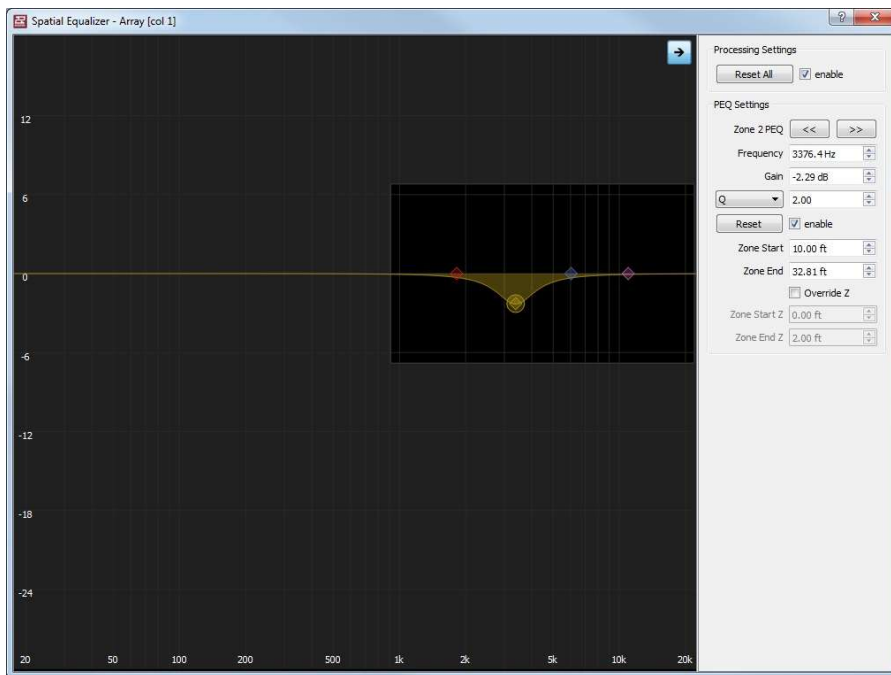 Spatial Equalizer - Array [col 1]
12
6
0
-6
-12
-18
-24
20 50 100 200 500 1k 2k 5k 10k 20k
Processing Settings
Reset All enable
PEQ Settings
Zone 2 PEQ << >>
Frequency 3376.4 Hz
Gain -2.29 dB
Q 2.00
Reset enable
Zone Start 10.00 ft
Zone End 32.81 ft
Override Z
Zone Start Z 0.00 ft
Zone End Z 2.00 ft